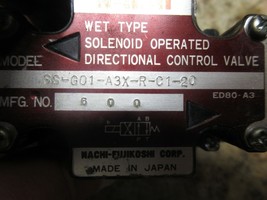 WET TYPE
SOLENOID OPERATED
DIRECTIONAL CONTROL VALVE
MODEL
SS-G01-A3X-R-C1-20
MFG. NO.
600
ED80-A3
NACHI-FUJIKOSHI CORP.
MADE IN JAPAN